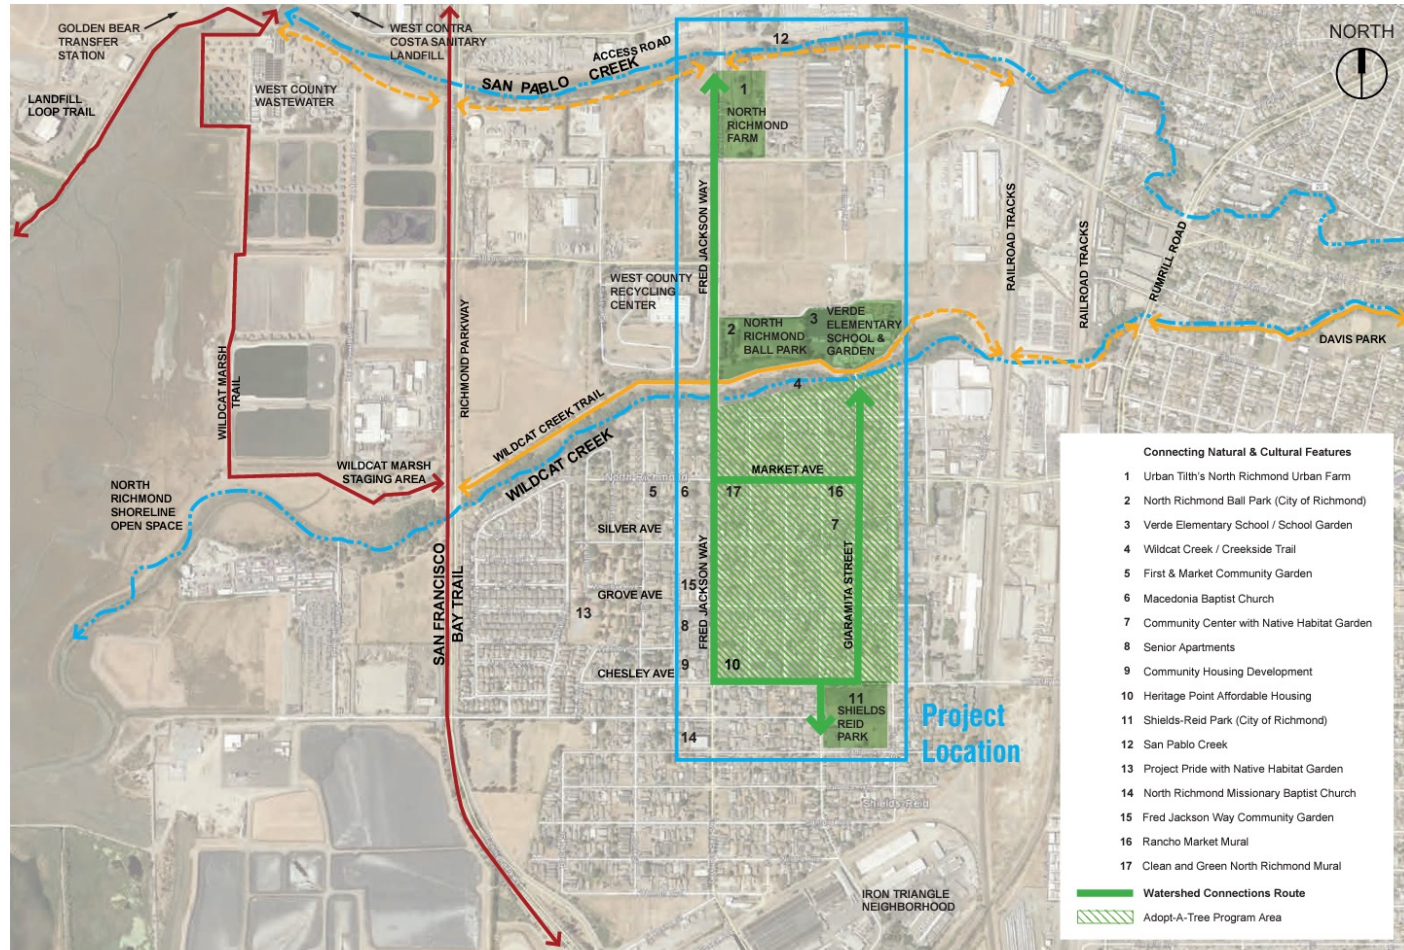 GOLDEN BEAR
TRANSFER
STATION
WEST CONTRA
COSTA SANITARY
LANDFILL
ACCESS ROAD
12
NORTH
SAN PABLO CREEK
LANDFILL
LOOP TRAIL
WEST COUNTY
WASTEWATER
1
NORTH
RICHMOND
FARM
FRED JACKSON WAY
RAILROAD TRACKS
RAILROAD TRACKS
RUMRILL ROAD
WEST COUNTY
RECYCLING
CENTER
RICHMOND PARKWAY
2
NORTH
RICHMOND
BALL PARK
3
VERDE
ELEMENTARY
SCHOOL &
GARDEN
DAVIS PARK
WILDCAT MARSH
TRAIL
4
WILDCAT CREEK TRAIL
WILDCAT CREEK
WILDCAT MARSH
STAGING AREA
NORTH
RICHMOND
SHORELINE
OPEN SPACE
North Richmond
MARKET AVE
5
6
17
16
7
SILVER AVE
SAN FRANCISCO
BAY TRAIL
FRED JACKSON WAY
GIARAMITA STREET
15
GROVE AVE
13
8
CHESLEY AVE
9
10
11
SHIELDS
REID
PARK
14
Project
Location
Shields-Reid
IRON TRIANGLE
NEIGHBORHOOD
Connecting Natural & Cultural Features
1 Urban Tilth's North Richmond Urban Farm
2 North Richmond Ball Park (City of Richmond)
3 Verde Elementary School / School Garden
4 Wildcat Creek / Creekside Trail
5 First & Market Community Garden
6 Macedonia Baptist Church
7 Community Center with Native Habitat Garden
8 Senior Apartments
9 Community Housing Development
10 Heritage Point Affordable Housing
11 Shields-Reid Park (City of Richmond)
12 San Pablo Creek
13 Project Pride with Native Habitat Garden
14 North Richmond Missionary Baptist Church
15 Fred Jackson Way Community Garden
16 Rancho Market Mural
17 Clean and Green North Richmond Mural
Watershed Connections Route
Adopt-A-Tree Program Area